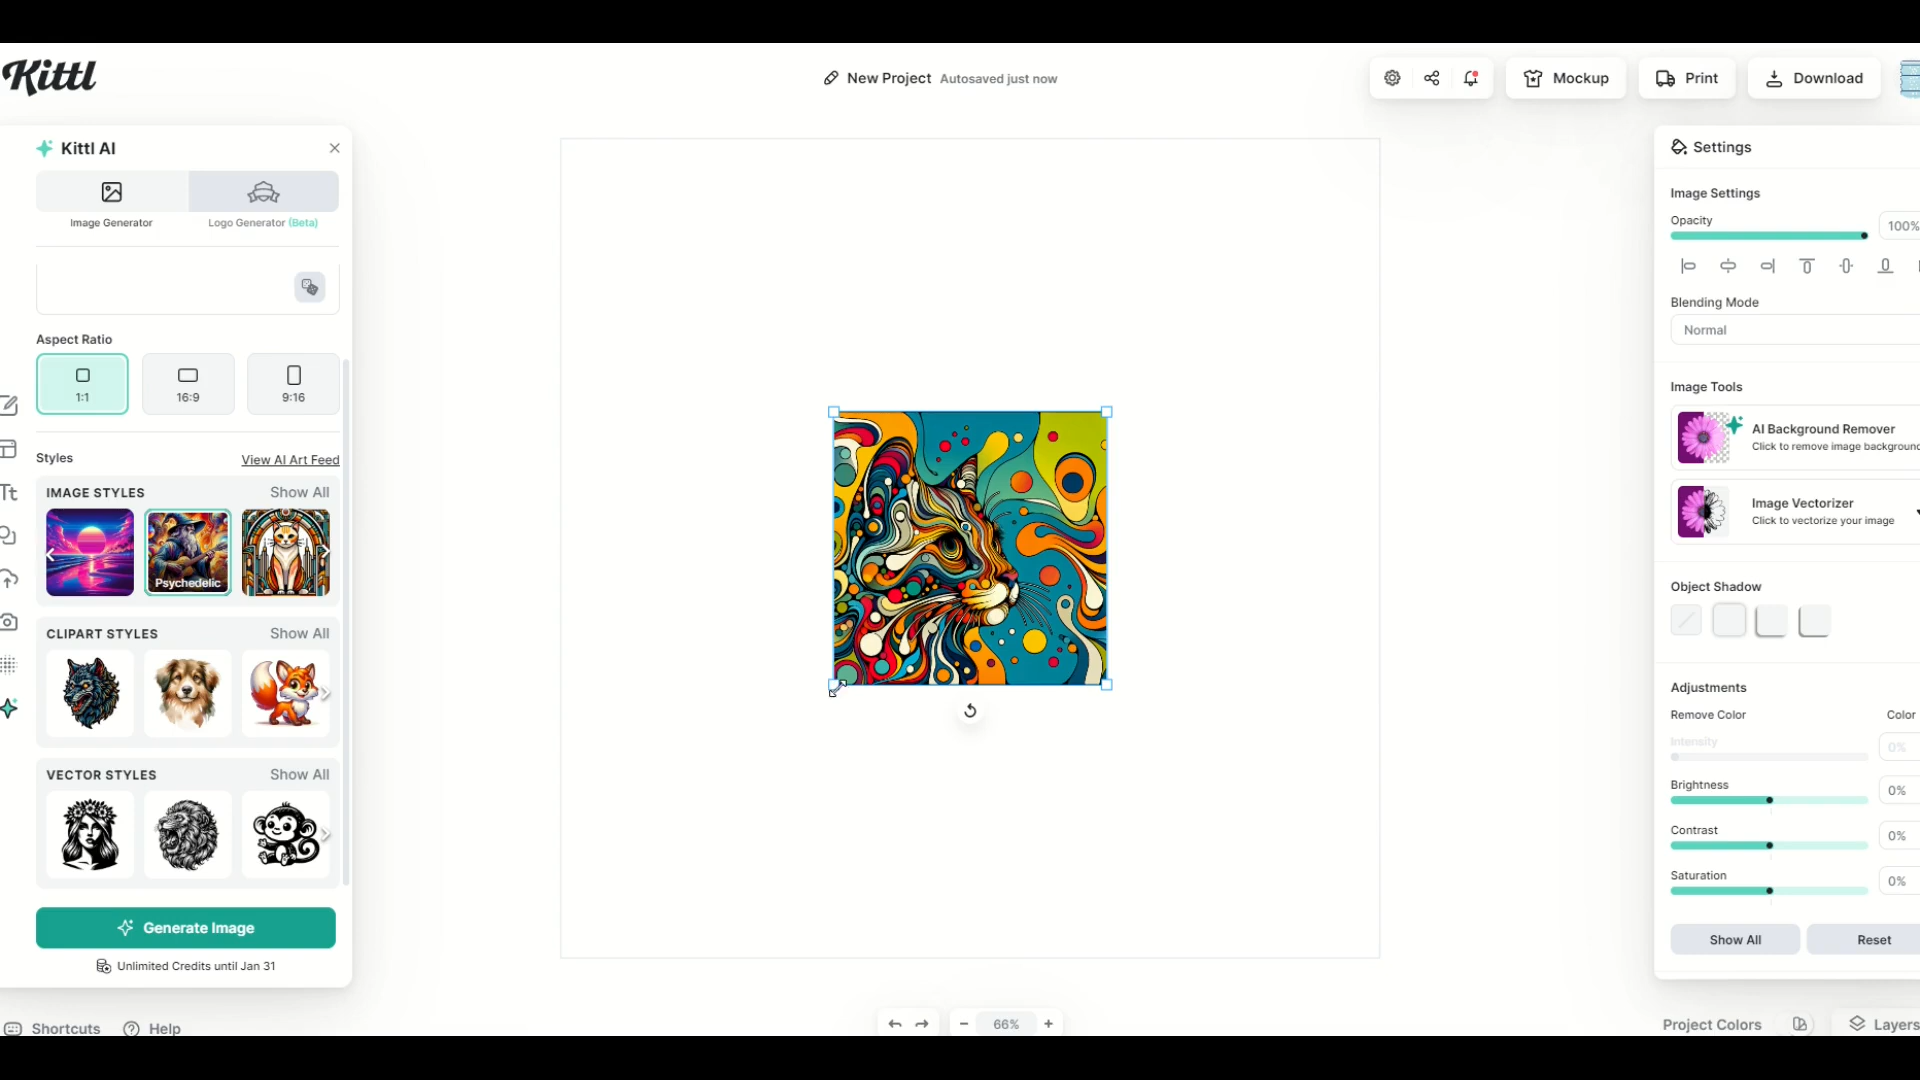 Kittl
New Project Autosaved just now
Mockup
Print
Download
Kittl AI
Image Generator
Logo Generator (Beta)
Aspect Ratio
1:1
16:9
9:16
Styles
View AI Art Feed
IMAGE STYLES
Show All
Psychedelic
CLIPART STYLES
Show All
VECTOR STYLES
Show All
Generate Image
Unlimited Credits until Jan 31
Shortcuts
Help
66%
Settings
Image Settings
Opacity
100%
Blending Mode
Normal
Image Tools
AI Background Remover
Click to remove image background
Image Vectorizer
Click to vectorize your image
Object Shadow
Adjustments
Remove Color
Color
Intensity
0%
Brightness
0%
Contrast
0%
Saturation
0%
Show All
Reset
Project Colors
Layers